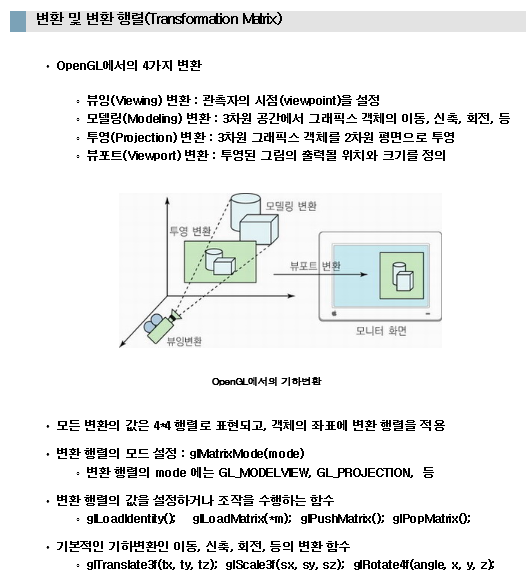 변환 및 변환 행렬(Transformation Matrix)
• OpenGL에서의 4가지 변환
◦ 뷰잉(Viewing) 변환 : 관측자의 시점(viewpoint)을 설정
◦ 모델링(Modeling) 변환 : 3차원 공간에서 그래픽스 객체의 이동, 신축, 회전, 등
◦ 투영(Projection) 변환 : 3차원 그래픽스 객체를 2차원 평면으로 투영
◦ 뷰포트(Viewport) 변환 : 투영된 그림의 출력될 위치와 크기를 정의
모델링 변환
투영 변환
뷰포트 변환
뷰잉변환
모니터 화면
OpenGL에서의 기하변환
• 모든 변환의 값은 4*4 행렬로 표현되고, 객체의 좌표에 변환 행렬을 적용
• 변환 행렬의 모드 설정 : glMatrixMode(mode)
◦ 변환 행렬의 mode 에는 GL_MODELVIEW, GL_PROJECTION, 등
• 변환 행렬의 값을 설정하거나 조작을 수행하는 함수
◦ glLoadIdentity(); glLoadMatrix(*m); glPushMatrix(); glPopMatrix();
• 기본적인 기하변환인 이동, 신축, 회전, 등의 변환 함수
◦ glTranslate3f(tx, ty, tz); glScale3f(sx, sy, sz); glRotate4f(angle, x, y, z);